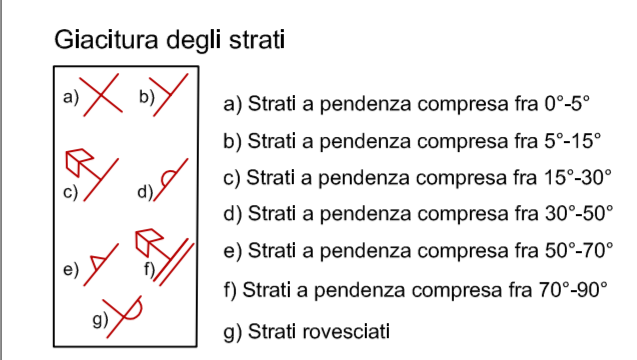 Giacitura degli strati
a)
b)
c)
d)
e)
f)
g)
a) Strati a pendenza compresa fra 0°-5°
b) Strati a pendenza compresa fra 5°-15°
c) Strati a pendenza compresa fra 15°-30°
d) Strati a pendenza compresa fra 30°-50°
e) Strati a pendenza compresa fra 50°-70°
f) Strati a pendenza compresa fra 70°-90°
g) Strati rovesciati